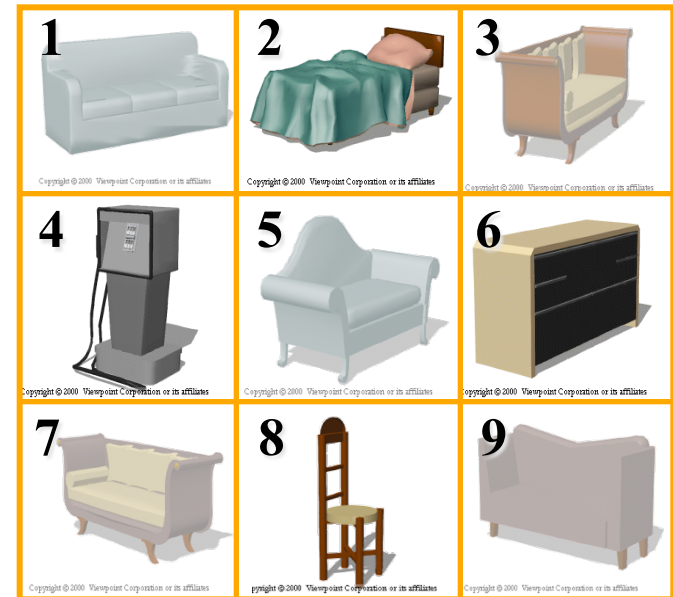 1
2
3
Copyright © 2000 Viewpoint Corporation or its affiliates
Copyright © 2000 Viewpoint Corporation or its affiliates
Copyright © 2000 Viewpoint Corporation or its affiliates
4
5
6
Copyright © 2000 Viewpoint Corporation or its affiliates
Copyright © 2000 Viewpoint Corporation or its affiliates
Copyright © 2000 Viewpoint Corporation or its affiliates
7
8
9
Copyright © 2000 Viewpoint Corporation or its affiliates
pyright © 2000 Viewpoint Corporation or its affiliates
Copyright © 2000 Viewpoint Corporation or its affiliates